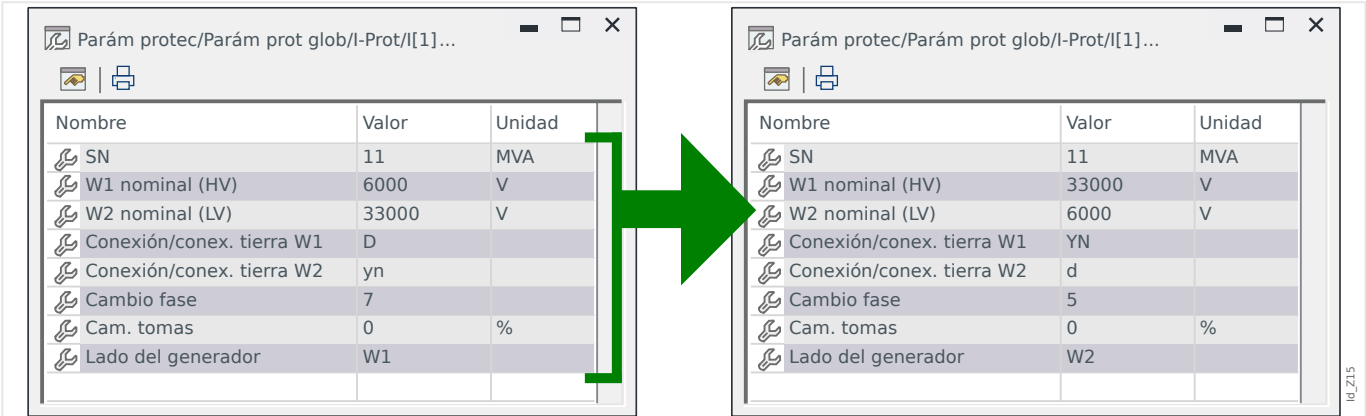 Parám protec/Parám prot glob/I-Prot/I[1]...
Nombre Valor Unidad
SN 11 MVA
W1 nominal (HV) 6000 V
W2 nominal (LV) 33000 V
Conexión/conex. tierra W1 D
Conexión/conex. tierra W2 yn
Cambio fase 7
Cam. tomas 0 %
Lado del generador W1
Parám protec/Parám prot glob/I-Prot/I[1]...
Nombre Valor Unidad
SN 11 MVA
W1 nominal (HV) 33000 V
W2 nominal (LV) 6000 V
Conexión/conex. tierra W1 YN
Conexión/conex. tierra W2 d
Cambio fase 5
Cam. tomas 0 %
Lado del generador W2
Id_Z15